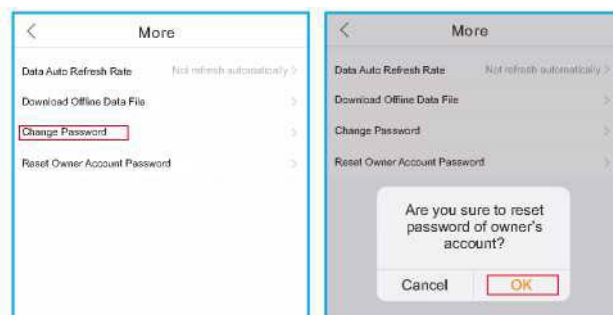 More
Data Auto Refresh Rate Not refresh automatically >
Download Offline Data File >
Change Password >
Reset Owner Account Password >
More
Data Auto Refresh Rate Not refresh automatically >
Download Offline Data File >
Change Password >
Reset Owner Account Password >
Are you sure to reset
password of owner's
account?
Cancel OK